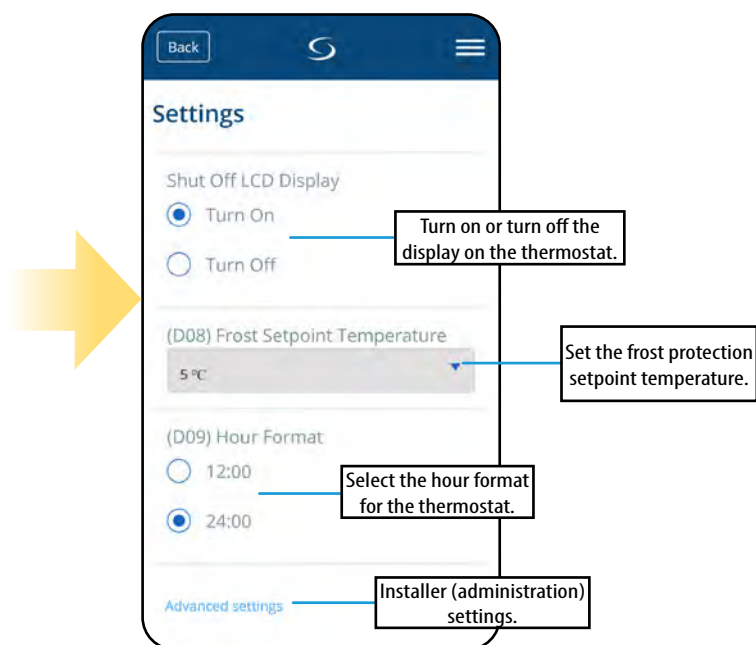 Back
Settings
Shut Off LCD Display
Turn On
Turn on or turn off the
display on the thermostat.
Turn Off
(D08) Frost Setpoint Temperature
5 ºC
Set the frost protection
setpoint temperature.
(D09) Hour Format
12:00
Select the hour format
for the thermostat.
24:00
Advanced settings
Installer (administration)
settings.